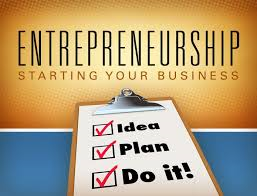 ENTREPRENEURSHIP
STARTING YOUR BUSINESS
Idea
Plan
Do it!